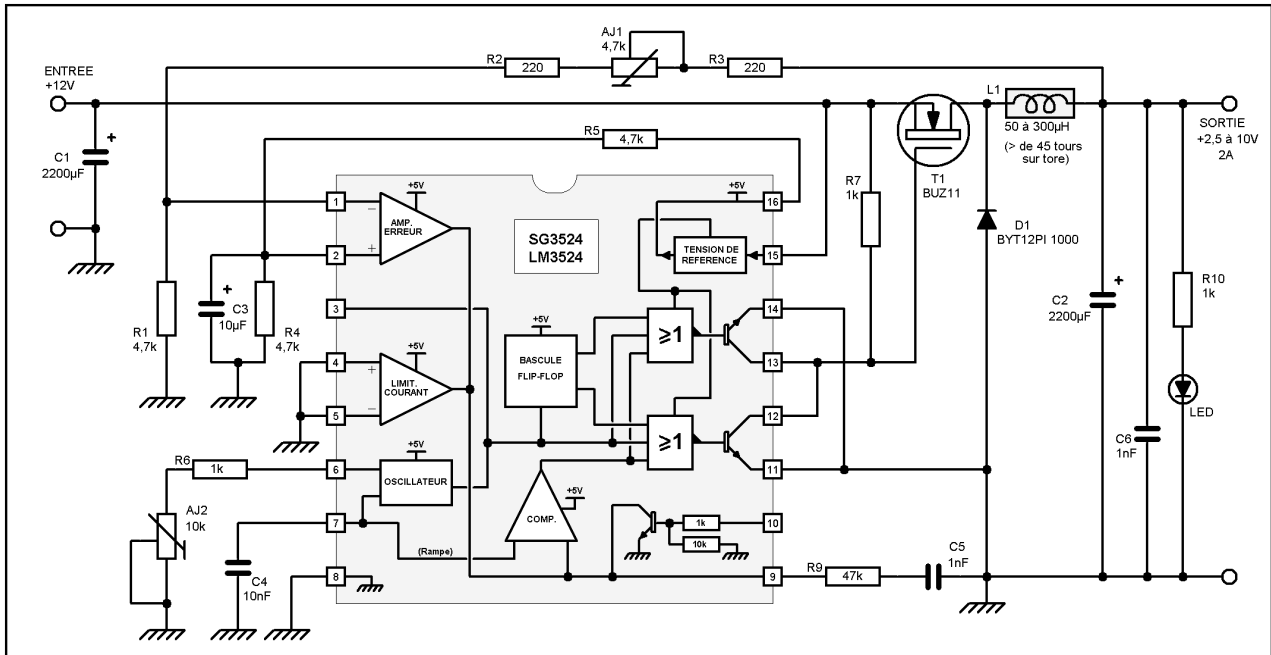 AJ1
4,7k
R2
220
R3
220
ENTREE
+12V
L1
50 à 300µH
(> de 45 tours
sur tore)
SORTIE
+2,5 à 10V
2A
R5
4,7k
C1
2200µF
+
T1
BUZ11
R7
1k
+5V
+5V
1
16
AMP.
ERREUR
SG3524
LM3524
TENSION DE
REFERENCE
D1
BYT12PI 1000
2
15
+
C3
10µF
R1
4,7k
R4
4,7k
3
14
+5V
≥1
BASCULE
FLIP-FLOP
C2
2200µF
+
R10
1k
+5V
4
13
LIMIT.
COURANT
5
12
≥1
LED
+5V
C6
1nF
R6
1k
6
11
OSCILLATEUR
+5V
AJ2
10k
7
10
COMP.
1k
10k
(Rampe)
C4
10nF
8
9
R9
47k
C5
1nF